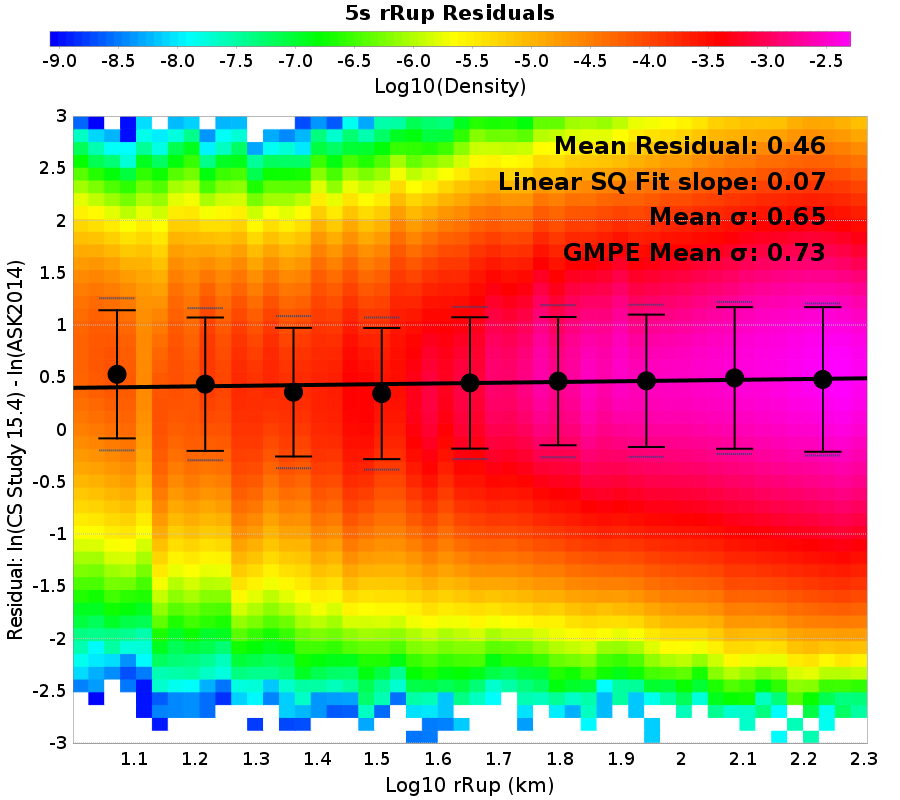 5s rRup Residuals
-9.0 -8.5 -8.0 -7.5 -7.0 -6.5 -6.0 -5.5 -5.0 -4.5 -4.0 -3.5 -3.0 -2.5
Log10(Density)
Mean Residual: 0.46
Linear SQ Fit slope: 0.07
Mean σ: 0.65
GMPE Mean σ: 0.73
Residual: ln(CS Study 15.4) - ln(ASK2014)
3
2.5
2
1.5
1
0.5
0
-0.5
-1
-1.5
-2
-2.5
-3
1.1 1.2 1.3 1.4 1.5 1.6 1.7 1.8 1.9 2 2.1 2.2 2.3
Log10 rRup (km)